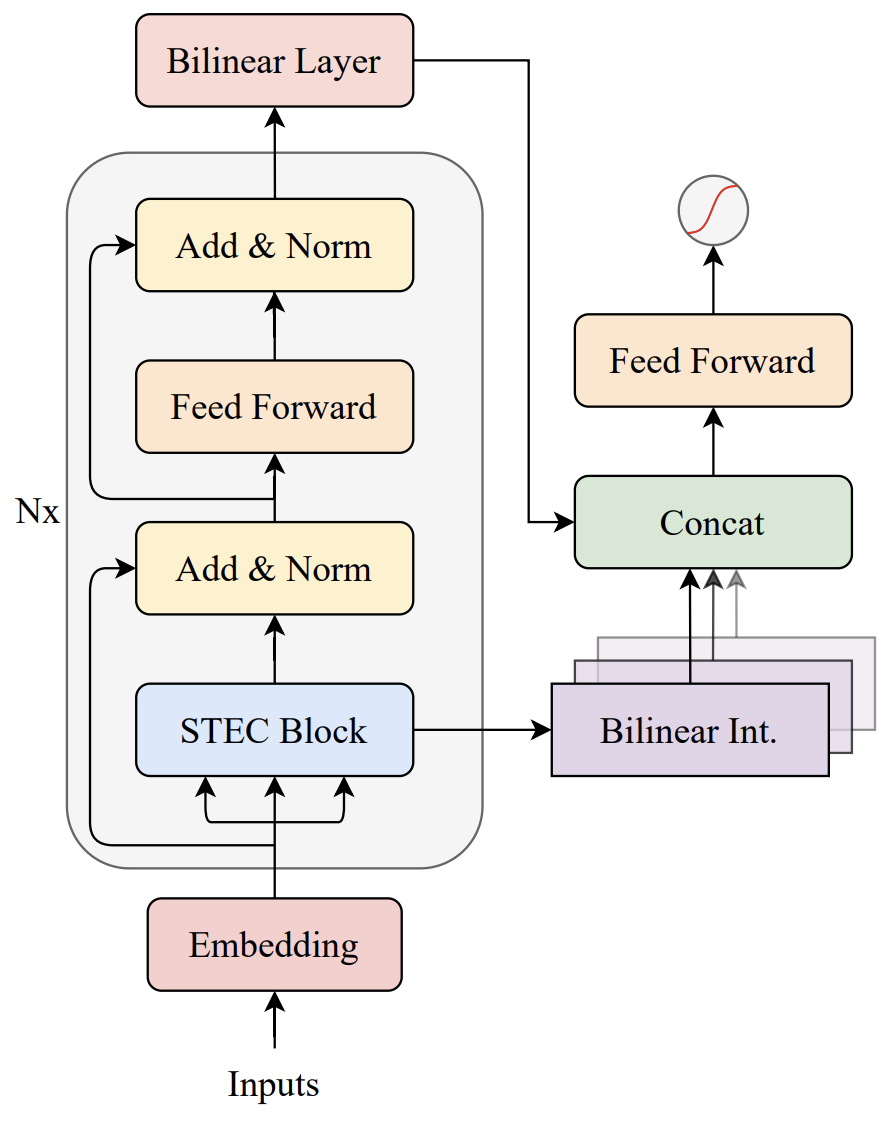 Bilinear Layer
Add & Norm
Feed Forward
Nx
Add & Norm
STEC Block
Embedding
Inputs
Feed Forward
Concat
Bilinear Int.